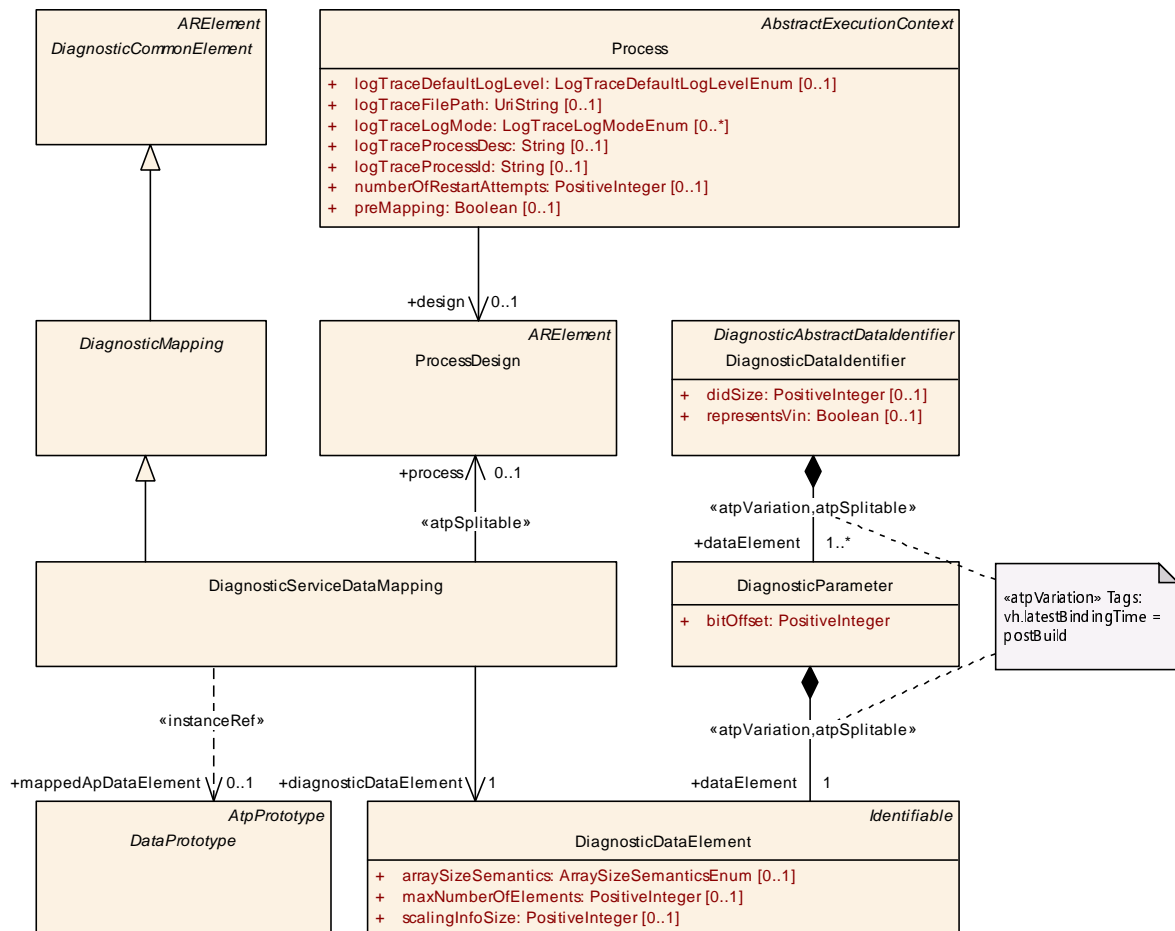 ARElement
DiagnosticCommonElement
AbstractExecutionContext
Process
+ logTraceDefaultLogLevel: LogTraceDefaultLogLevelEnum [0..1]
+ logTraceFilePath: UriString [0..1]
+ logTraceLogMode: LogTraceLogModeEnum [0..*]
+ logTraceProcessDesc: String [0..1]
+ logTraceProcessId: String [0..1]
+ numberOfRestartAttempts: PositiveInteger [0..1]
+ preMapping: Boolean [0..1]
+design 0..1
DiagnosticMapping
ARElement
ProcessDesign
DiagnosticAbstractDataIdentifier
DiagnosticDataIdentifier
+ didSize: PositiveInteger [0..1]
+ representsVin: Boolean [0..1]
+process 0..1
«atpSplitable»
«atpVariation,atpSplitable»
+dataElement 1..*
DiagnosticServiceDataMapping
DiagnosticParameter
+ bitOffset: PositiveInteger
«atpVariation» Tags:
vh.latestBindingTime =
postBuild
«instanceRef»
«atpVariation,atpSplitable»
+mappedApDataElement 0..1
+diagnosticDataElement 1
+dataElement 1
AtpPrototype
DataPrototype
Identifiable
DiagnosticDataElement
+ arraySizeSemantics: ArraySizeSemanticsEnum [0..1]
+ maxNumberOfElements: PositiveInteger [0..1]
+ scalingInfoSize: PositiveInteger [0..1]